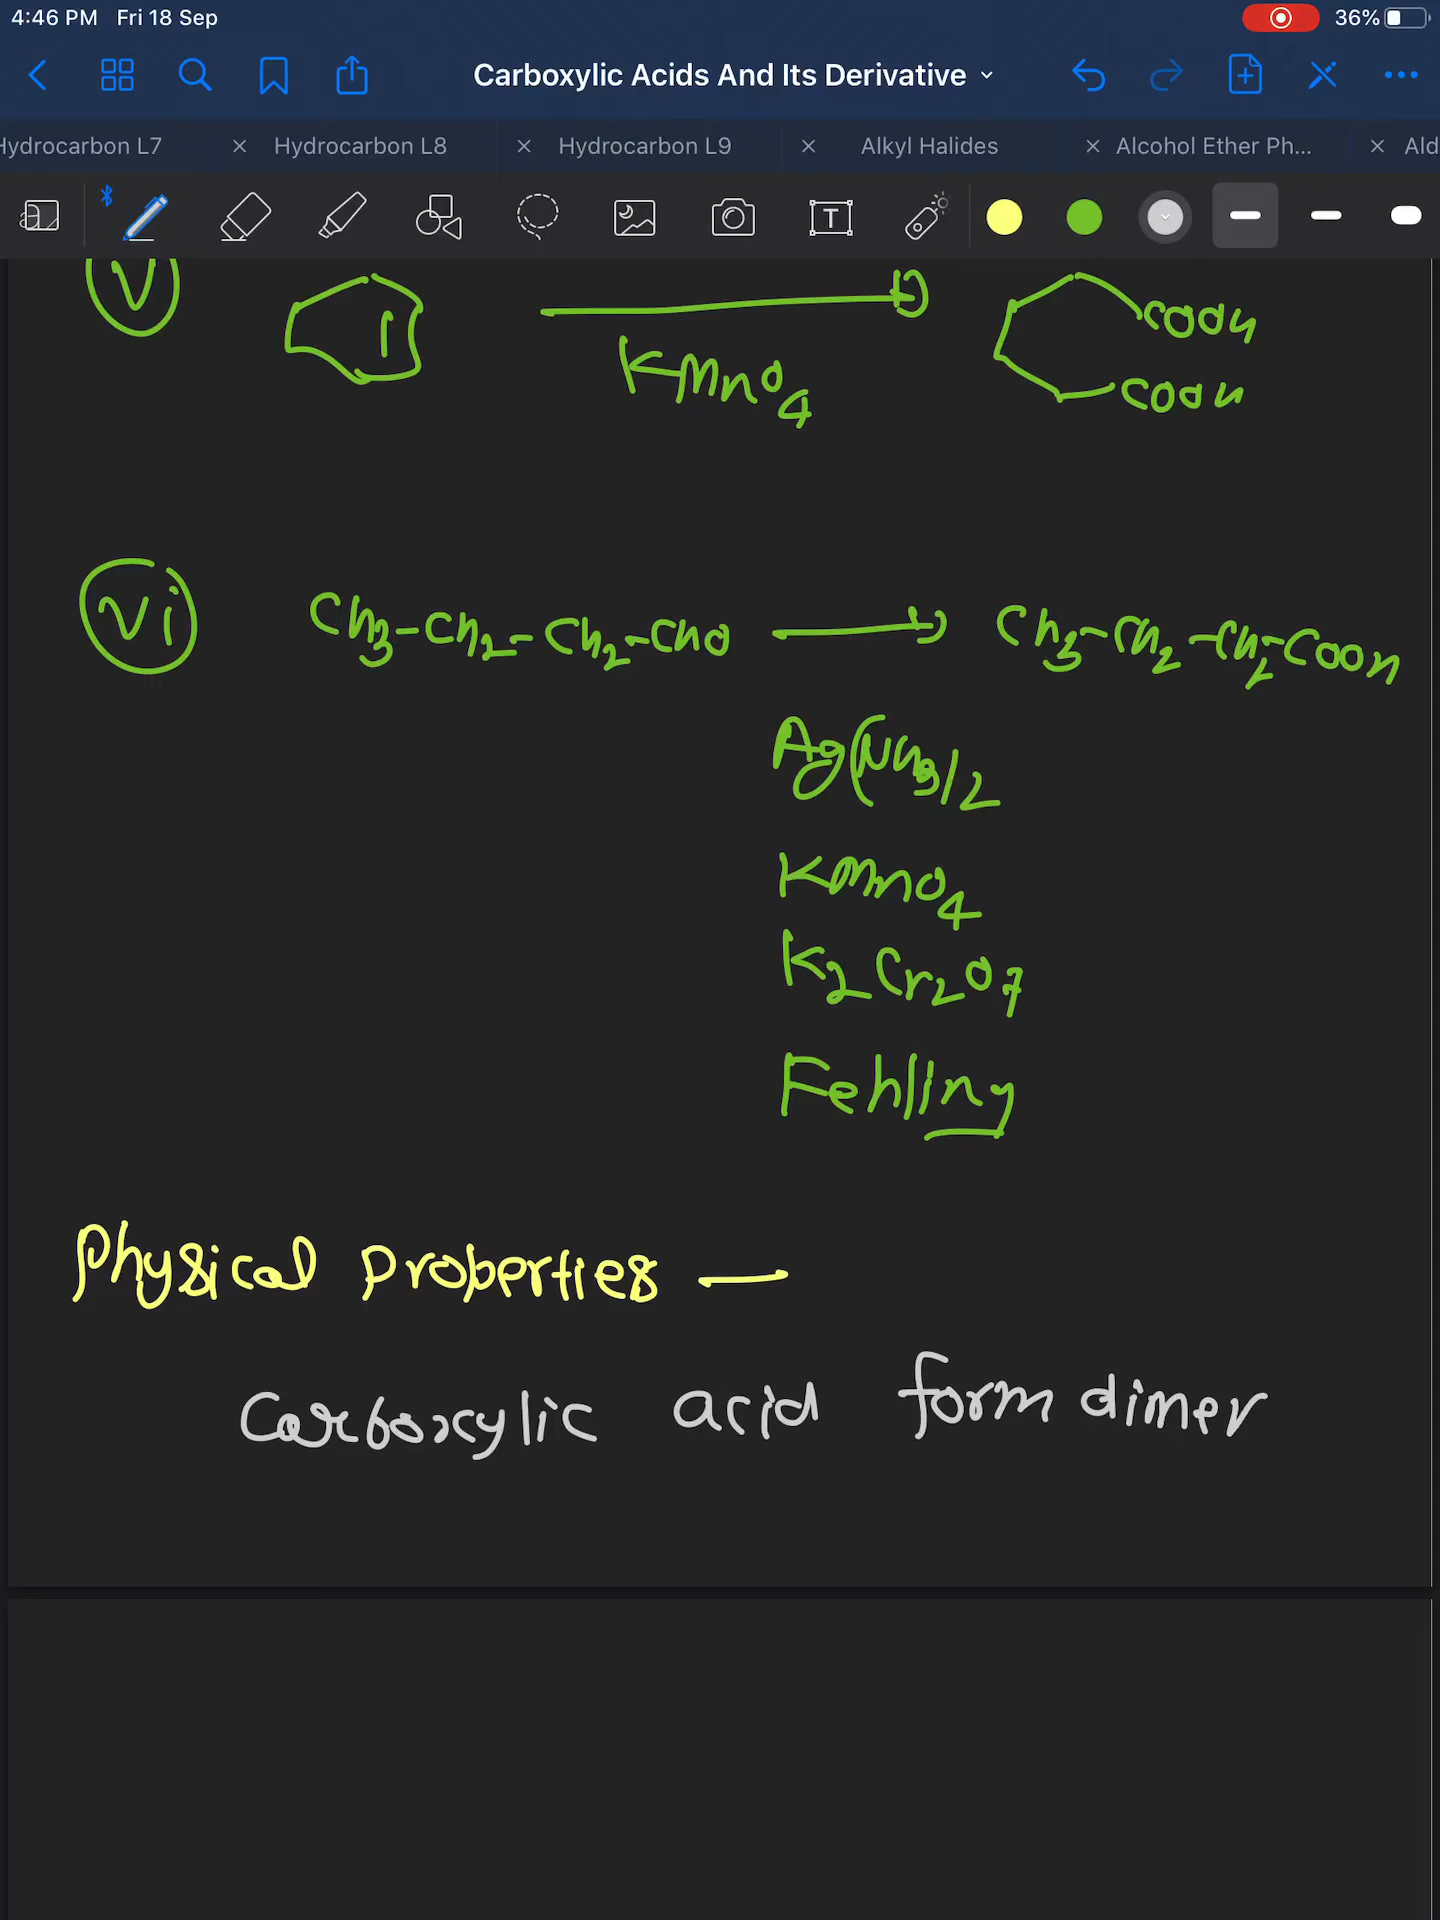 4:46 PM Fri 18 Sep 36%
Carboxylic Acids And Its Derivative
Hydrocarbon L7 Hydrocarbon L8 Hydrocarbon L9 Alkyl Halides Alcohol Ether Ph... Ald
T
V COOH
KMnO4 COOH
Vi CH3-CH2-CH2-CHO → CH3-CH2-CH2-COOH
Ag(NH3)2
KMnO4
K2Cr2O7
Fehling
Physical Properties —
Carboxylic acid form dimer